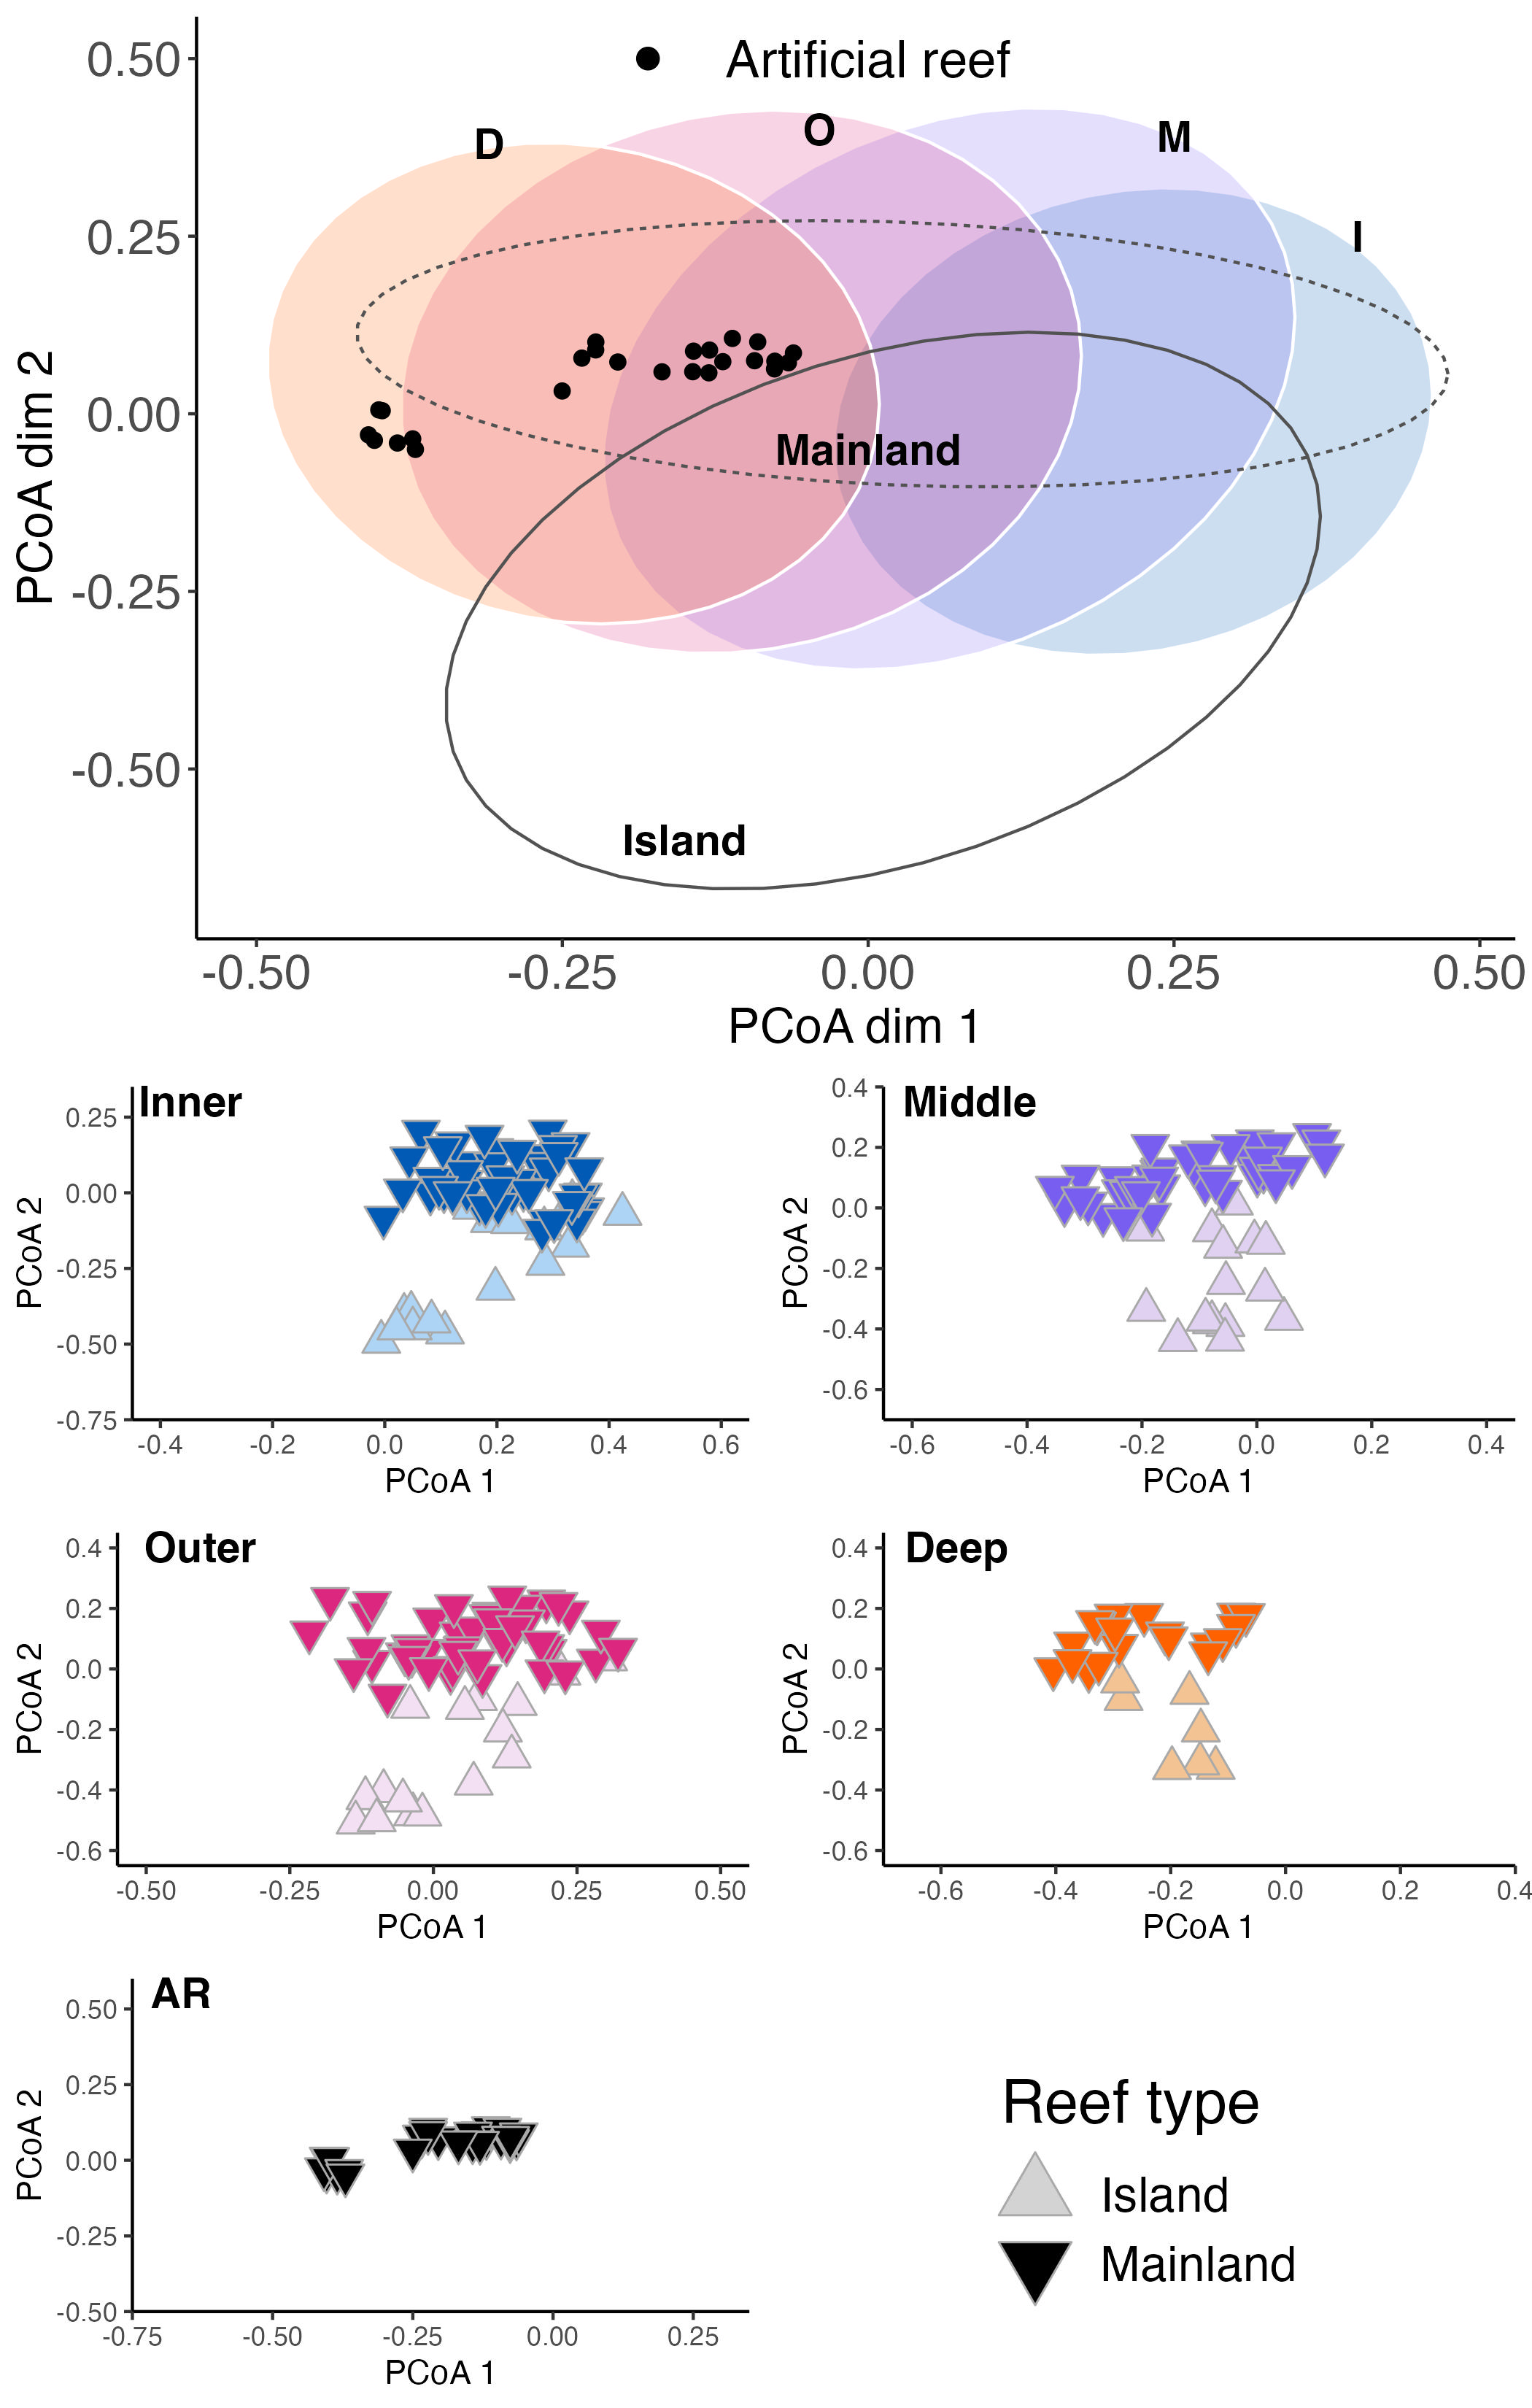 0.50
Artificial reef
D
O
M
I
0.25
0.00
-0.25
-0.50
PCoA dim 2
Mainland
Island
-0.50 -0.25 0.00 0.25 0.50
PCoA dim 1
Inner
0.25
0.00
-0.25
-0.50
-0.75
PCoA 2
-0.4 -0.2 0.0 0.2 0.4 0.6
PCoA 1
Middle
0.4
0.2
0.0
-0.2
-0.4
-0.6
PCoA 2
-0.6 -0.4 -0.2 0.0 0.2 0.4
PCoA 1
Outer
0.4
0.2
0.0
-0.2
-0.4
-0.6
PCoA 2
-0.50 -0.25 0.00 0.25 0.50
PCoA 1
Deep
0.4
0.2
0.0
-0.2
-0.4
-0.6
PCoA 2
-0.6 -0.4 -0.2 0.0 0.2 0.4
PCoA 1
AR
0.50
0.25
0.00
-0.25
-0.50
PCoA 2
-0.75 -0.50 -0.25 0.00 0.25
PCoA 1
Reef type
Island
Mainland